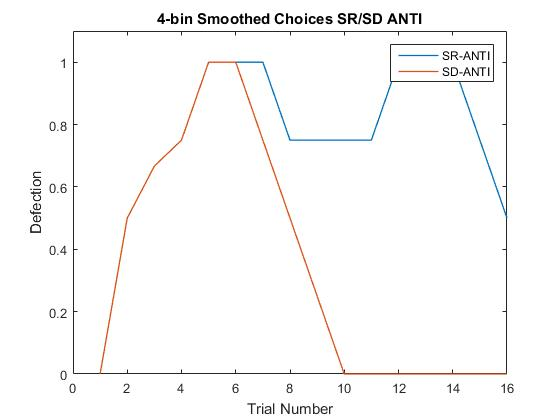 4-bin Smoothed Choices SR/SD ANTI
SR-ANTI
SD-ANTI
1
0.8
0.6
0.4
0.2
0
Defection
0 2 4 6 8 10 12 14 16
Trial Number